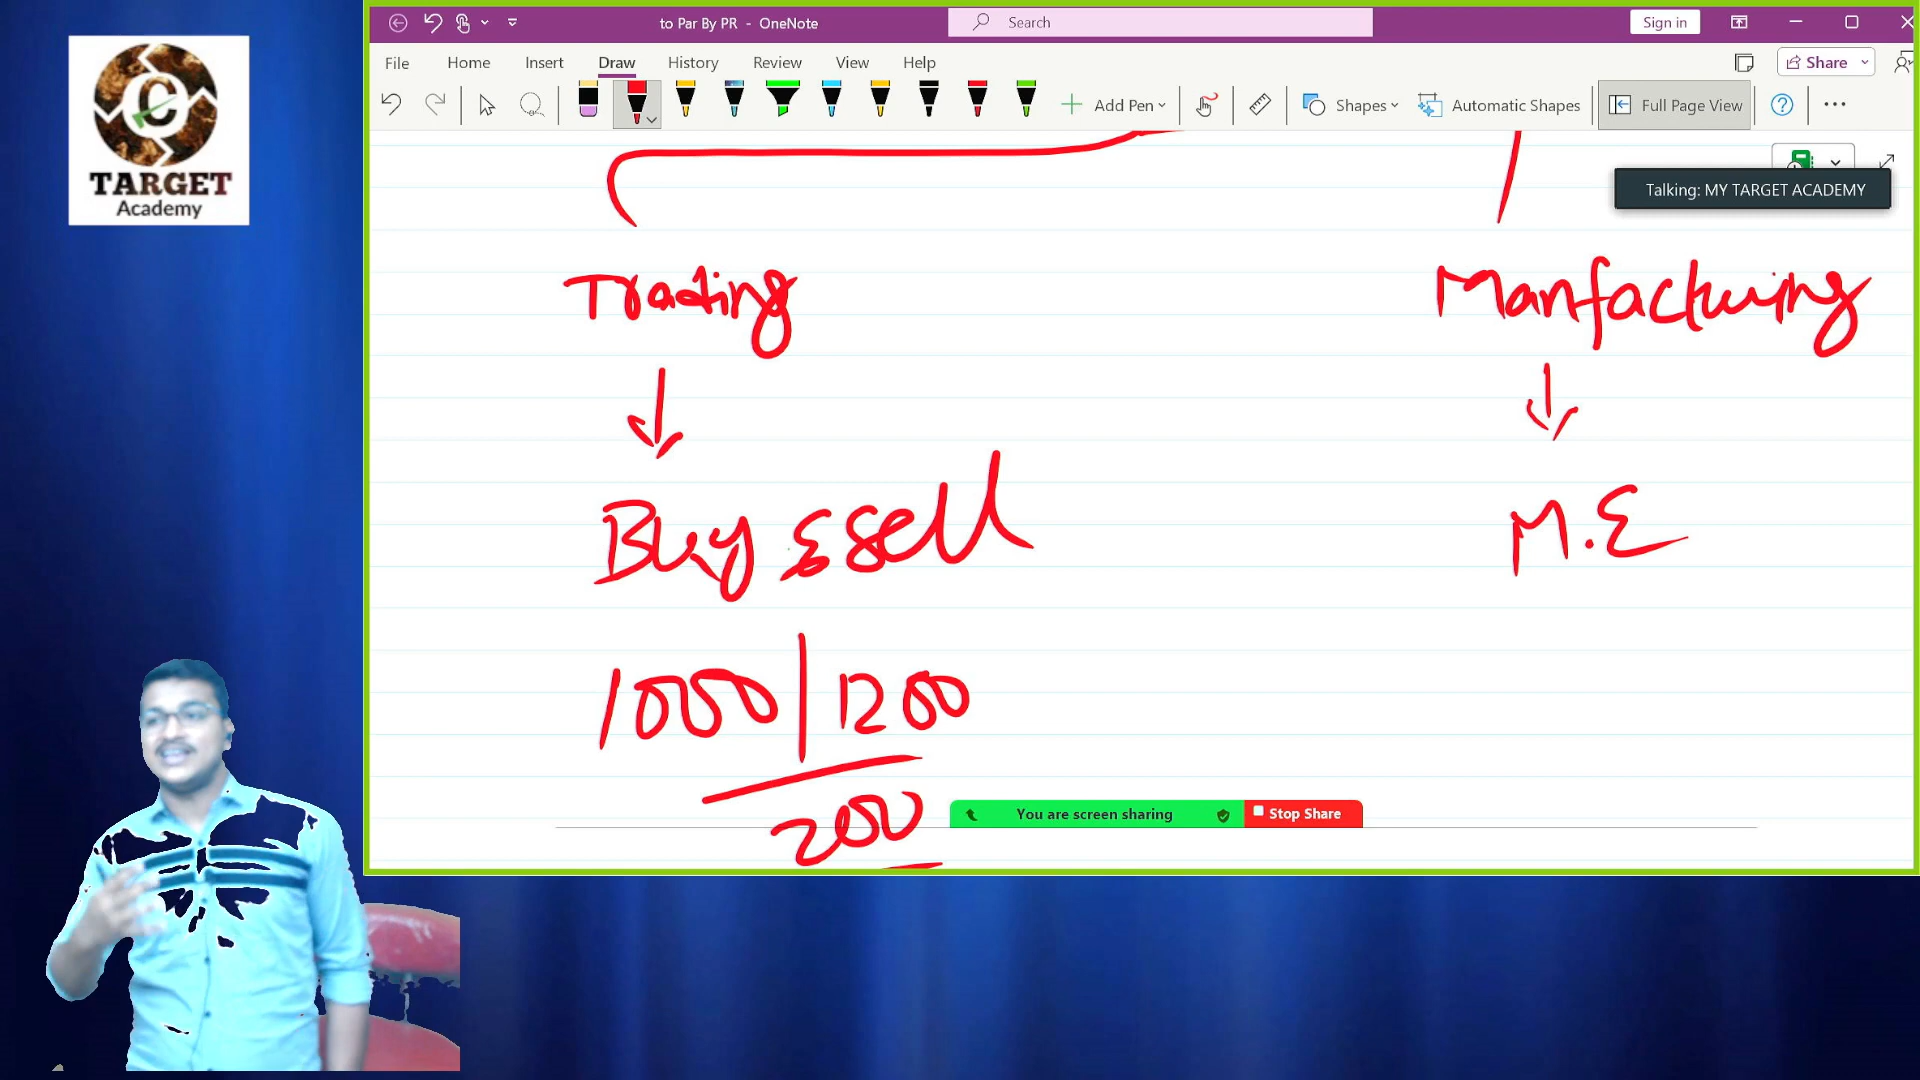 to Par By PR - OneNote
Search
Sign in
File Home Insert Draw History Review View Help
Share
Add Pen
Shapes
Automatic Shapes
Full Page View
Talking: MY TARGET ACADEMY
C
TARGET
Academy
Trading
Manfacturing
Buy & sell
M.E
1000 | 1200
200
You are screen sharing
Stop Share